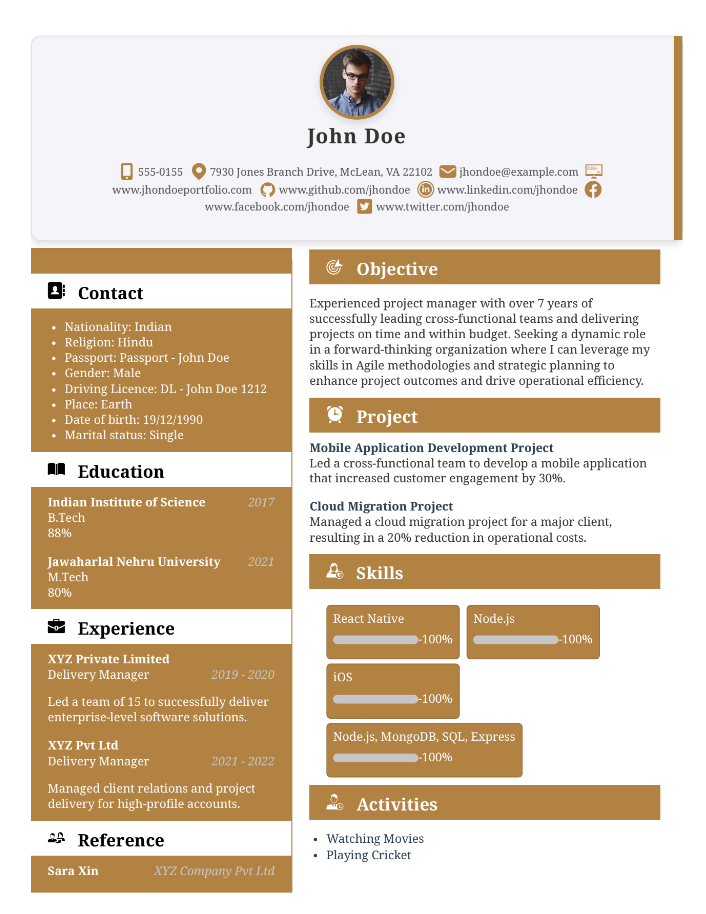 John Doe
555-0155 7930 Jones Branch Drive, McLean, VA 22102 jhondoe@example.com
www.jhondoeportfolio.com www.github.com/jhondoe www.linkedin.com/jhondoe
www.facebook.com/jhondoe www.twitter.com/jhondoe
Contact
• Nationality: Indian
• Religion: Hindu
• Passport: Passport - John Doe
• Gender: Male
• Driving Licence: DL - John Doe 1212
• Place: Earth
• Date of birth: 19/12/1990
• Marital status: Single
Education
Indian Institute of Science 2017
B.Tech
88%
Jawaharlal Nehru University 2021
M.Tech
80%
Experience
XYZ Private Limited
Delivery Manager 2019 - 2020
Led a team of 15 to successfully deliver
enterprise-level software solutions.
XYZ Pvt Ltd
Delivery Manager 2021 - 2022
Managed client relations and project
delivery for high-profile accounts.
Reference
Sara Xin XYZ Company Pvt Ltd
Objective
Experienced project manager with over 7 years of
successfully leading cross-functional teams and delivering
projects on time and within budget. Seeking a dynamic role
in a forward-thinking organization where I can leverage my
skills in Agile methodologies and strategic planning to
enhance project outcomes and drive operational efficiency.
Project
Mobile Application Development Project
Led a cross-functional team to develop a mobile application
that increased customer engagement by 30%.
Cloud Migration Project
Managed a cloud migration project for a major client,
resulting in a 20% reduction in operational costs.
Skills
React Native
-100%
Node.js
-100%
iOS
-100%
Node.js, MongoDB, SQL, Express
-100%
Activities
• Watching Movies
• Playing Cricket